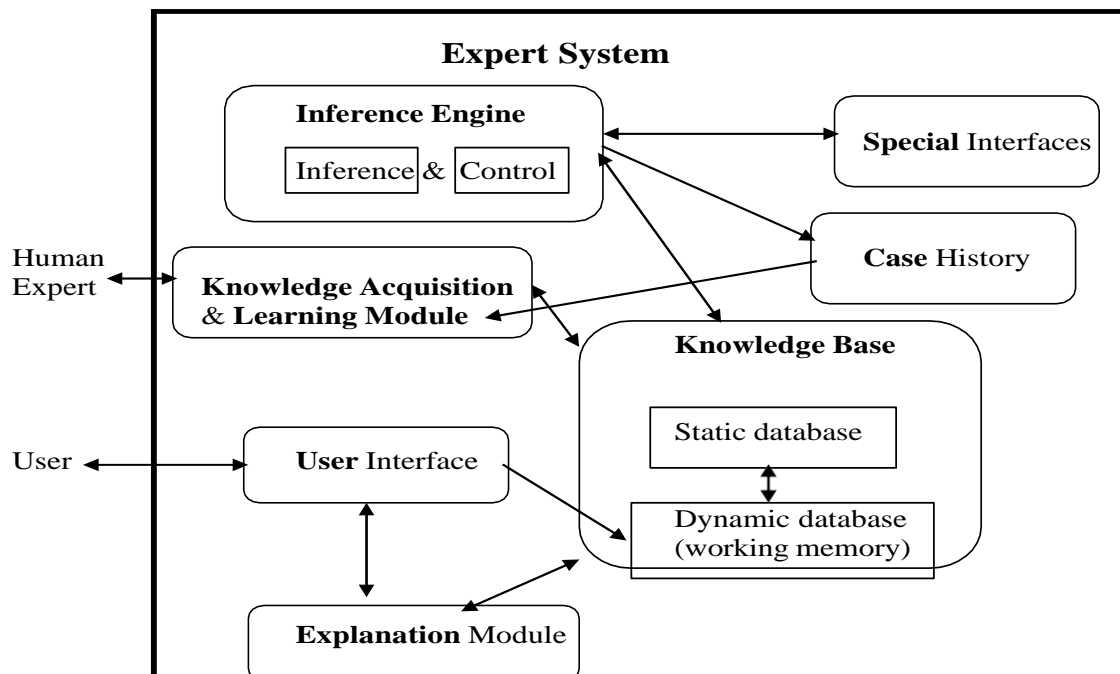 Expert System
Inference Engine
Inference & Control
Special Interfaces
Case History
Human
Expert
Knowledge Acquisition
& Learning Module
Knowledge Base
Static database
User
User Interface
Dynamic database
(working memory)
Explanation Module